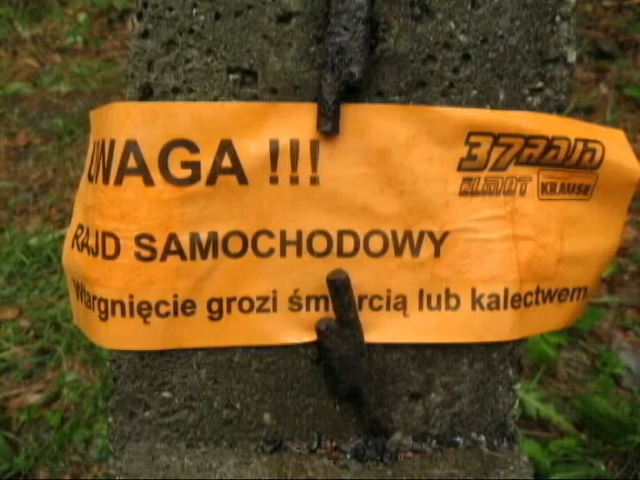 UWAGA !!!
37 RAJD
ELMOT KRAUSE
RAJD SAMOCHODOWY
Wtargnięcie grozi śmiercią lub kalectwem